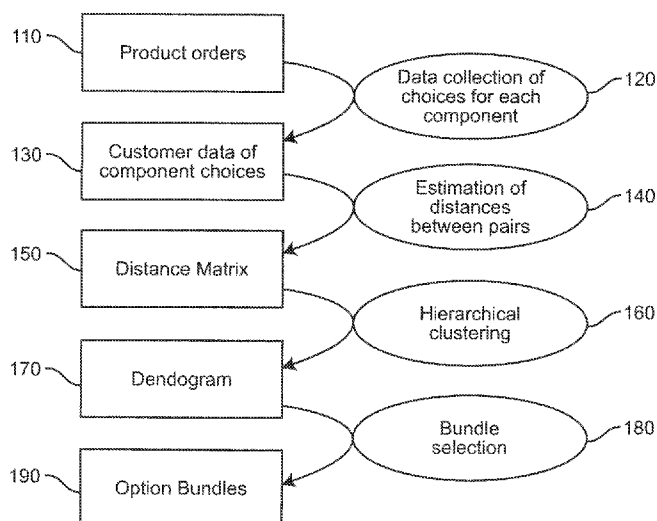 110
Product orders
Data collection of
choices for each
component
120
130
Customer data of
component choices
Estimation of
distances
between pairs
140
150
Distance Matrix
Hierarchical
clustering
160
170
Dendogram
Bundle
selection
180
190
Option Bundles